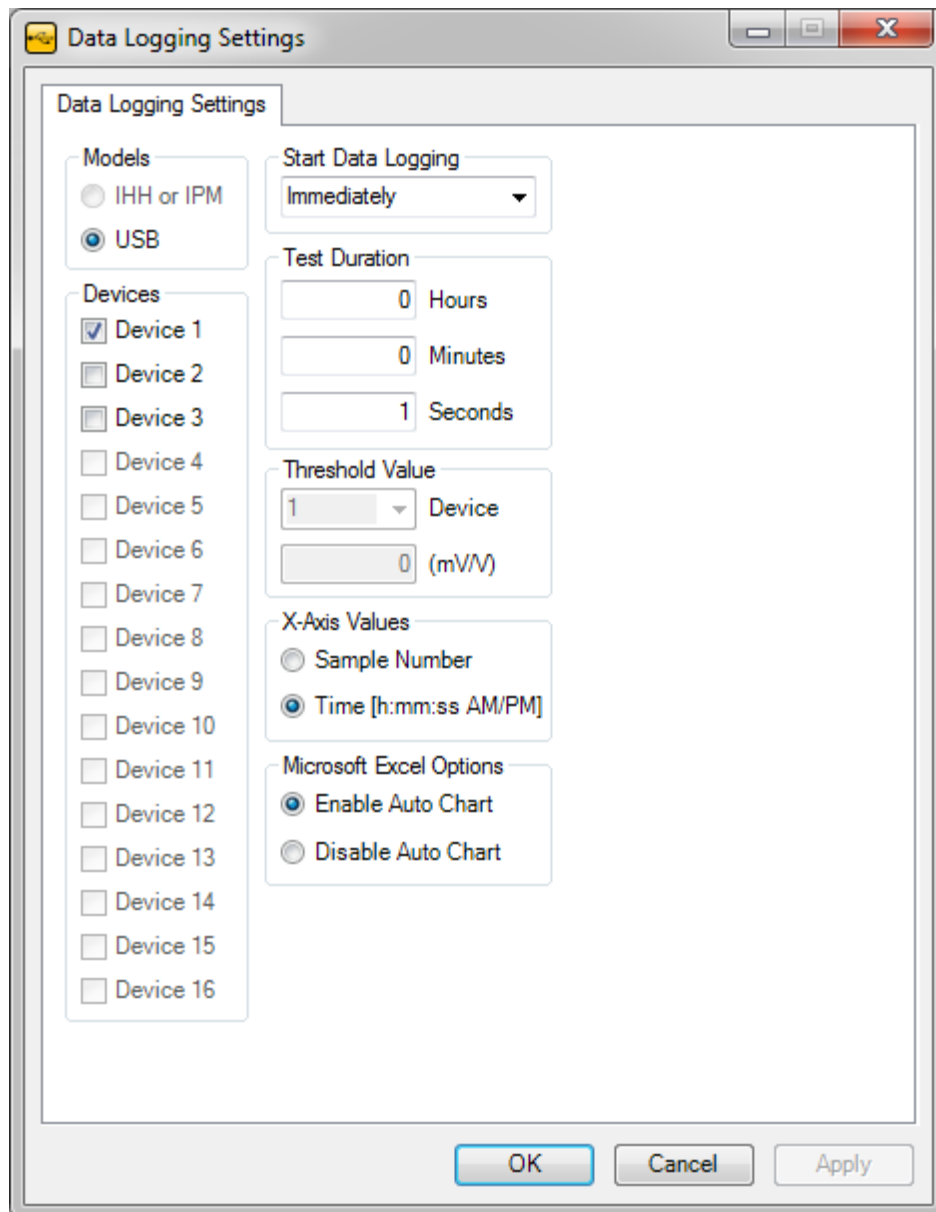 Data Logging Settings
Data Logging Settings
Models
IHH or IPM
USB
Devices
Device 1
Device 2
Device 3
Device 4
Device 5
Device 6
Device 7
Device 8
Device 9
Device 10
Device 11
Device 12
Device 13
Device 14
Device 15
Device 16
Start Data Logging
Immediately
Test Duration
0 Hours
0 Minutes
1 Seconds
Threshold Value
1 Device
0 (mV/V)
X-Axis Values
Sample Number
Time [h:mm:ss AM/PM]
Microsoft Excel Options
Enable Auto Chart
Disable Auto Chart
OK Cancel Apply